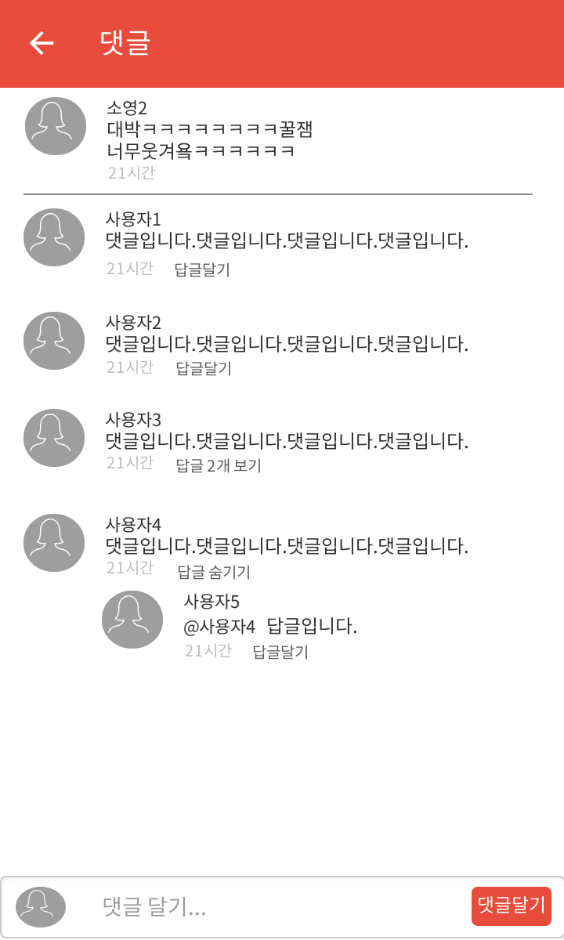 댓글
소영2
대박ㅋㅋㅋㅋㅋㅋㅋㅋ꿀잼
너무웃겨욬ㅋㅋㅋㅋㅋㅋ
21시간
사용자1
댓글입니다.댓글입니다.댓글입니다.댓글입니다.
21시간 답글달기
사용자2
댓글입니다.댓글입니다.댓글입니다.댓글입니다.
21시간 답글달기
사용자3
댓글입니다.댓글입니다.댓글입니다.댓글입니다.
21시간 답글 2개 보기
사용자4
댓글입니다.댓글입니다.댓글입니다.댓글입니다.
21시간 답글 숨기기
사용자5
@사용자4 답글입니다.
21시간 답글달기
댓글 달기... 댓글달기